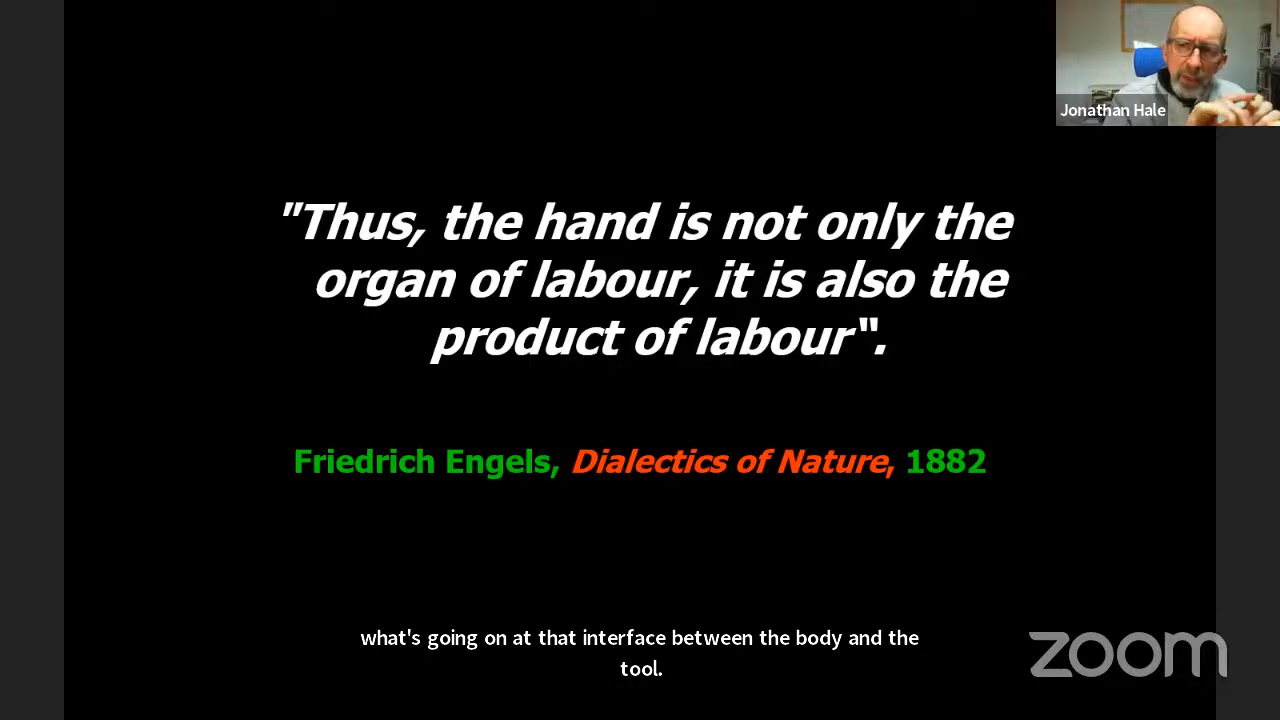 Jonathan Hale
"Thus, the hand is not only the
organ of labour, it is also the
product of labour".
Friedrich Engels, Dialectics of Nature, 1882
what's going on at that interface between the body and the
tool.
zoom